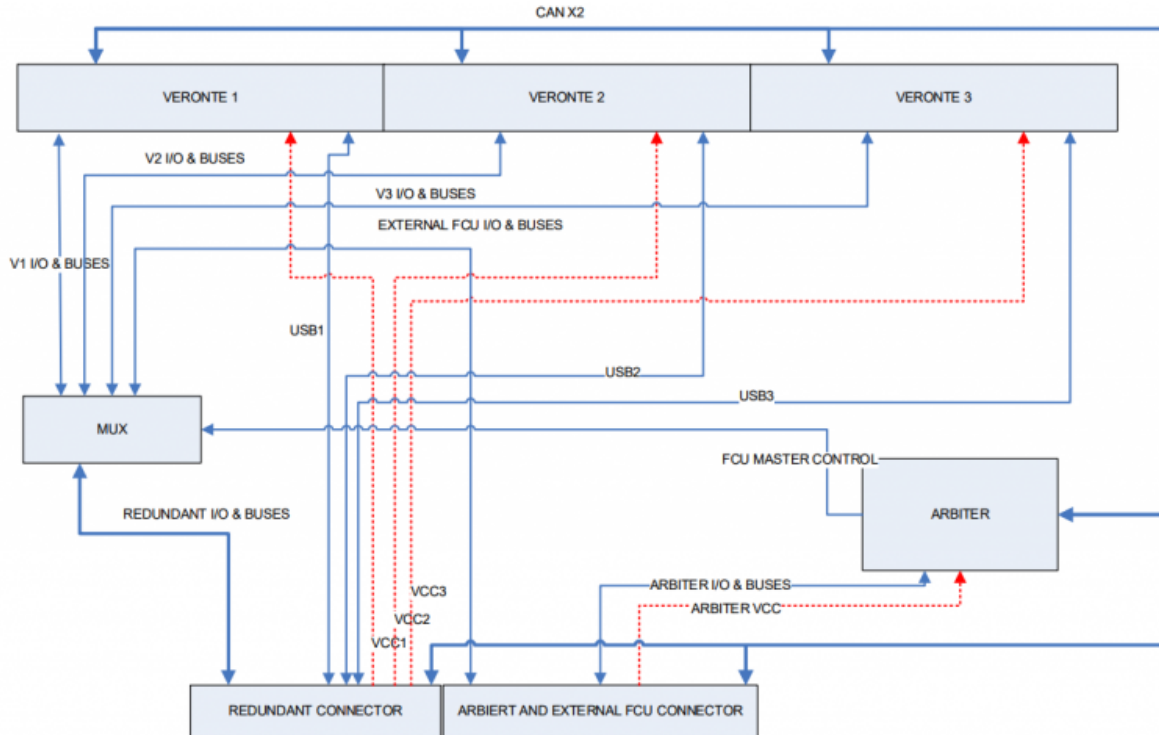 CAN X2
VERONTE 1
VERONTE 2
VERONTE 3
V2 I/O & BUSES
V3 I/O & BUSES
EXTERNAL FCU I/O & BUSES
V1 I/O & BUSES
USB1
USB2
USB3
MUX
FCU MASTER CONTROL
REDUNDANT I/O & BUSES
ARBITER
ARBITER I/O & BUSES
VCC3
ARBITER VCC
VCC2
VCC1
REDUNDANT CONNECTOR
ARBIERT AND EXTERNAL FCU CONNECTOR